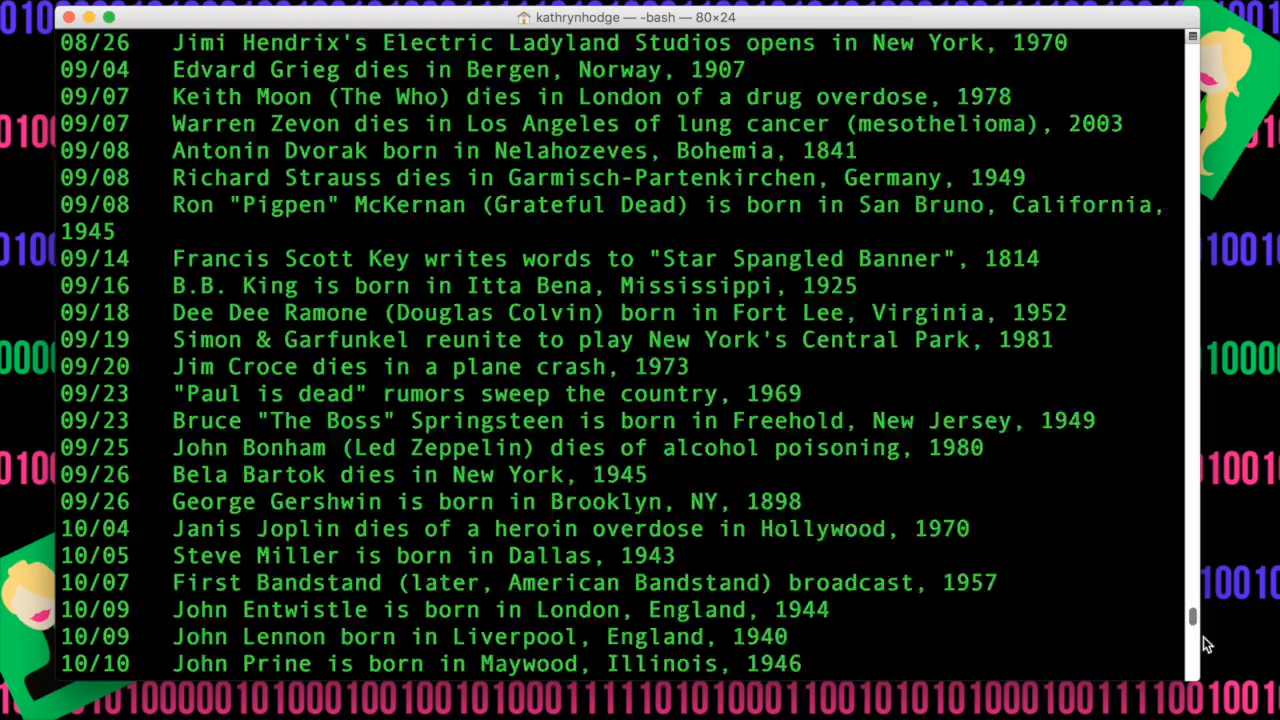 kathrynhodge — -bash — 80×24
08/26 Jimi Hendrix's Electric Ladyland Studios opens in New York, 1970
09/04 Edvard Grieg dies in Bergen, Norway, 1907
09/07 Keith Moon (The Who) dies in London of a drug overdose, 1978
09/07 Warren Zevon dies in Los Angeles of lung cancer (mesothelioma), 2003
09/08 Antonin Dvorak born in Nelahozeves, Bohemia, 1841
09/08 Richard Strauss dies in Garmisch-Partenkirchen, Germany, 1949
09/08 Ron "Pigpen" McKernan (Grateful Dead) is born in San Bruno, California,
1945
09/14 Francis Scott Key writes words to "Star Spangled Banner", 1814
09/16 B.B. King is born in Itta Bena, Mississippi, 1925
09/18 Dee Dee Ramone (Douglas Colvin) born in Fort Lee, Virginia, 1952
09/19 Simon & Garfunkel reunite to play New York's Central Park, 1981
09/20 Jim Croce dies in a plane crash, 1973
09/23 "Paul is dead" rumors sweep the country, 1969
09/23 Bruce "The Boss" Springsteen is born in Freehold, New Jersey, 1949
09/25 John Bonham (Led Zeppelin) dies of alcohol poisoning, 1980
09/26 Bela Bartok dies in New York, 1945
09/26 George Gershwin is born in Brooklyn, NY, 1898
10/04 Janis Joplin dies of a heroin overdose in Hollywood, 1970
10/05 Steve Miller is born in Dallas, 1943
10/07 First Bandstand (later, American Bandstand) broadcast, 1957
10/09 John Entwistle is born in London, England, 1944
10/09 John Lennon born in Liverpool, England, 1940
10/10 John Prine is born in Maywood, Illinois, 1946